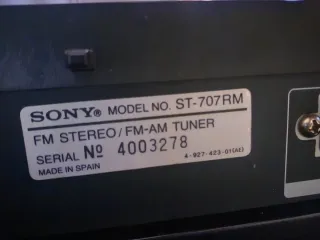 SONY® MODEL NO. ST-707RM
FM STEREO/FM-AM TUNER
SERIAL Nº 4003278
MADE IN SPAIN A-927-423-01(AE)